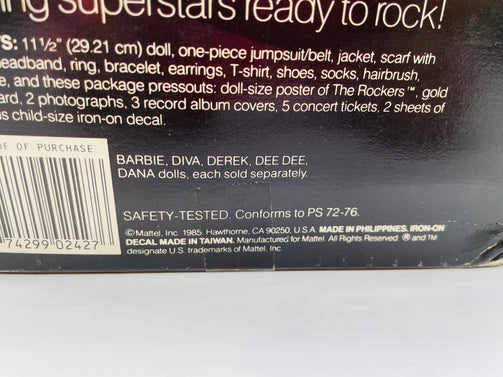 ing superstars ready to rock!
S: 11½" (29.21 cm) doll, one-piece jumpsuit/belt, jacket, scarf with
eadband, ring, bracelet, earrings, T-shirt, shoes, socks, hairbrush,
e, and these package pressouts: doll-size poster of The Rockers™, gold
ard, 2 photographs, 3 record album covers, 5 concert tickets, 2 sheets of
s child-size iron-on decal.
OF OF PURCHASE
BARBIE, DIVA, DEREK, DEE DEE,
DANA dolls, each sold separately.
SAFETY-TESTED. Conforms to PS 72-76.
©Mattel, Inc. 1985. Hawthorne, CA 90250, U.S.A. MADE IN PHILIPPINES. IRON-ON
DECAL MADE IN TAIWAN. Manufactured for Mattel. All Rights Reserved. ® and TM
designate U.S. trademarks of Mattel, Inc.
74299 02427